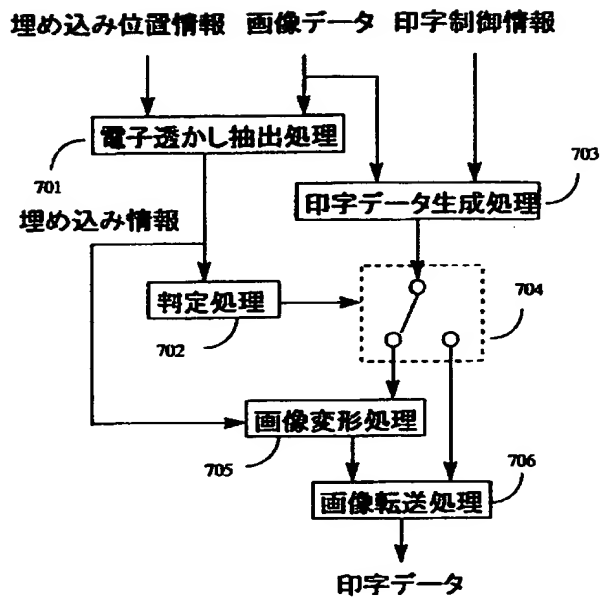 埋め込み位置情報 画像データ 印字制御情報
電子透かし抽出処理
701
703
印字データ生成処理
埋め込み情報
判定処理
704
702
画像変形処理
705
706
画像転送処理
印字データ